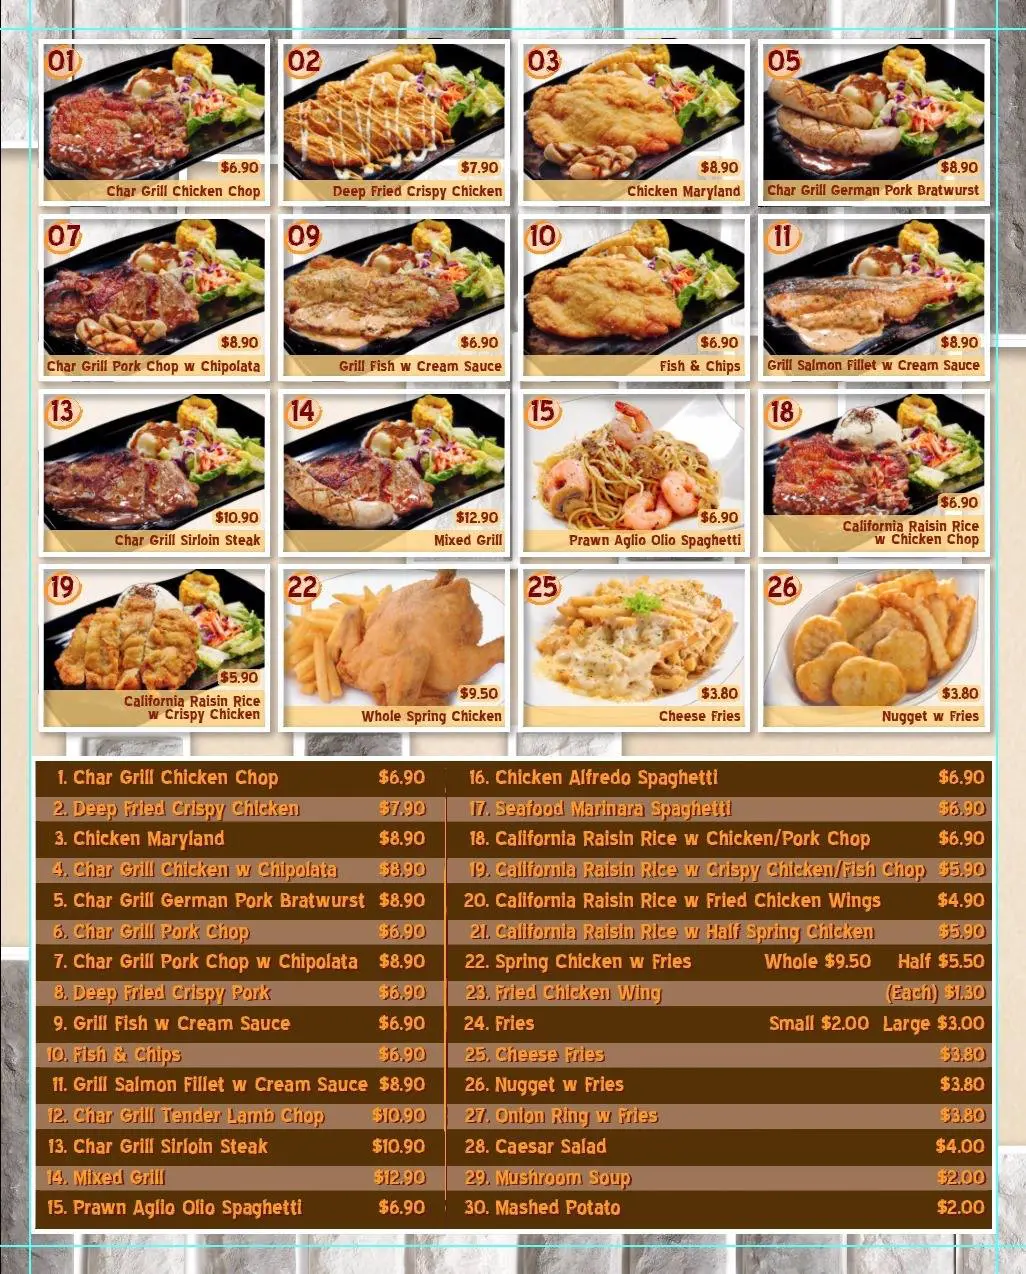 01
$6.90
Char Grill Chicken Chop
02
$7.90
Deep Fried Crispy Chicken
03
$8.90
Chicken Maryland
05
$8.90
Char Grill German Pork Bratwurst
07
$8.90
Char Grill Pork Chop w Chipolata
09
$6.90
Grill Fish w Cream Sauce
10
$6.90
Fish & Chips
11
$8.90
Grill Salmon Fillet w Cream Sauce
13
$10.90
Char Grill Sirloin Steak
14
$12.90
Mixed Grill
15
$6.90
Prawn Aglio Olio Spaghetti
18
$6.90
California Raisin Rice
w Chicken Chop
19
$5.90
California Raisin Rice
w Crispy Chicken
22
$9.50
Whole Spring Chicken
25
$3.80
Cheese Fries
26
$3.80
Nugget w Fries
1. Char Grill Chicken Chop $6.90
2. Deep Fried Crispy Chicken $7.90
3. Chicken Maryland $8.90
4. Char Grill Chicken w Chipolata $8.90
5. Char Grill German Pork Bratwurst $8.90
6. Char Grill Pork Chop $6.90
7. Char Grill Pork Chop w Chipolata $8.90
8. Deep Fried Crispy Pork $6.90
9. Grill Fish w Cream Sauce $6.90
10. Fish & Chips $6.90
11. Grill Salmon Fillet w Cream Sauce $8.90
12. Char Grill Tender Lamb Chop $10.90
13. Char Grill Sirloin Steak $10.90
14. Mixed Grill $12.90
15. Prawn Aglio Olio Spaghetti $6.90
16. Chicken Alfredo Spaghetti $6.90
17. Seafood Marinara Spaghetti $6.90
18. California Raisin Rice w Chicken/Pork Chop $6.90
19. California Raisin Rice w Crispy Chicken/Fish Chop $5.90
20. California Raisin Rice w Fried Chicken Wings $4.90
21. California Raisin Rice w Half Spring Chicken $5.90
22. Spring Chicken w Fries Whole $9.50 Half $5.50
23. Fried Chicken Wing (Each) $1.30
24. Fries Small $2.00 Large $3.00
25. Cheese Fries $3.80
26. Nugget w Fries $3.80
27. Onion Ring w Fries $3.80
28. Caesar Salad $4.00
29. Mushroom Soup $2.00
30. Mashed Potato $2.00